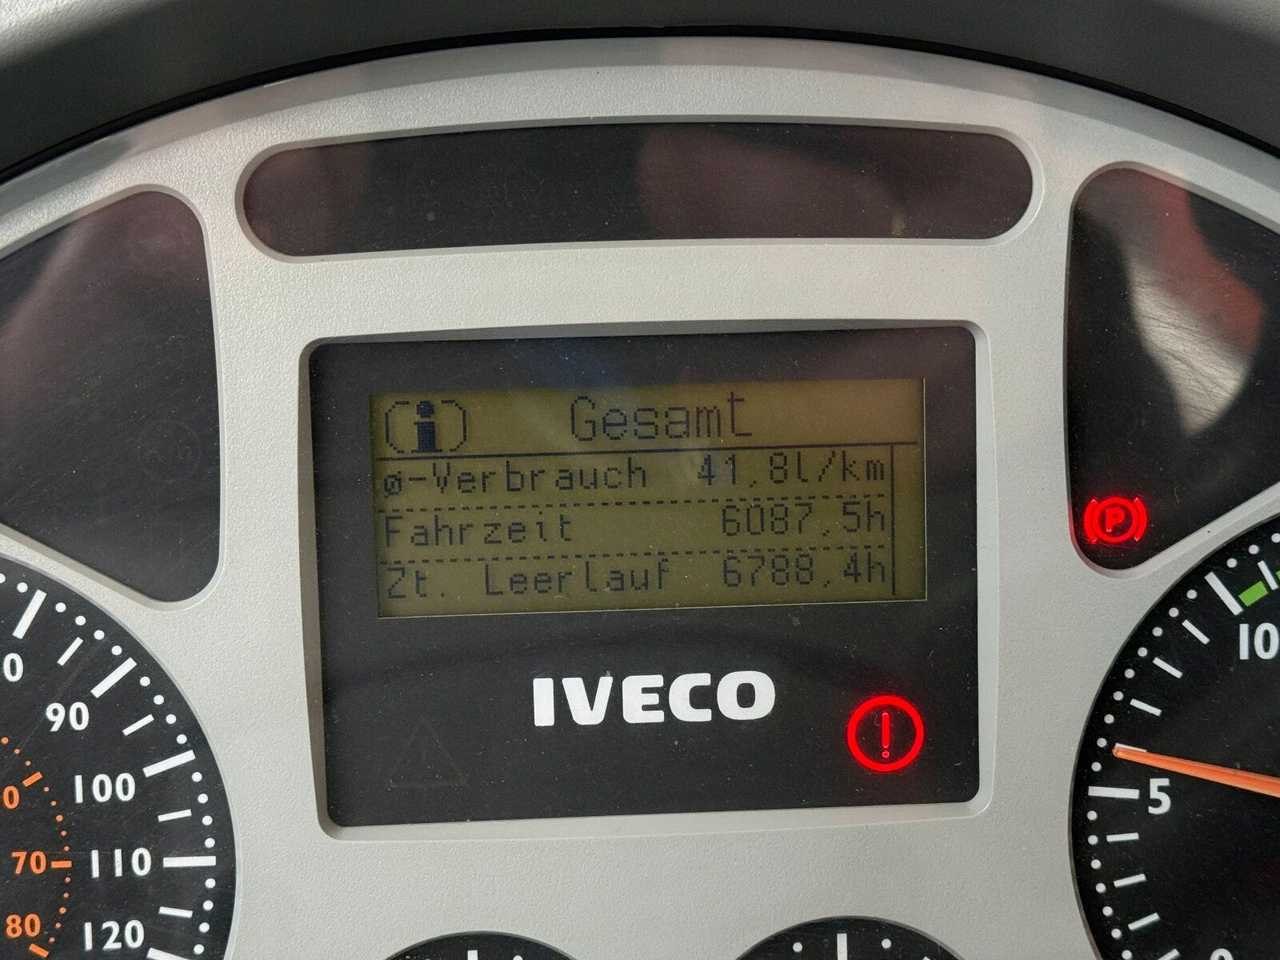 Gesamt
ø-Verbrauch 41,8l/km
Fahrzeit 6087,5h
Zt. Leerlauf 6788,4h
IVECO
P
90
100
110
120
70
80
10
5